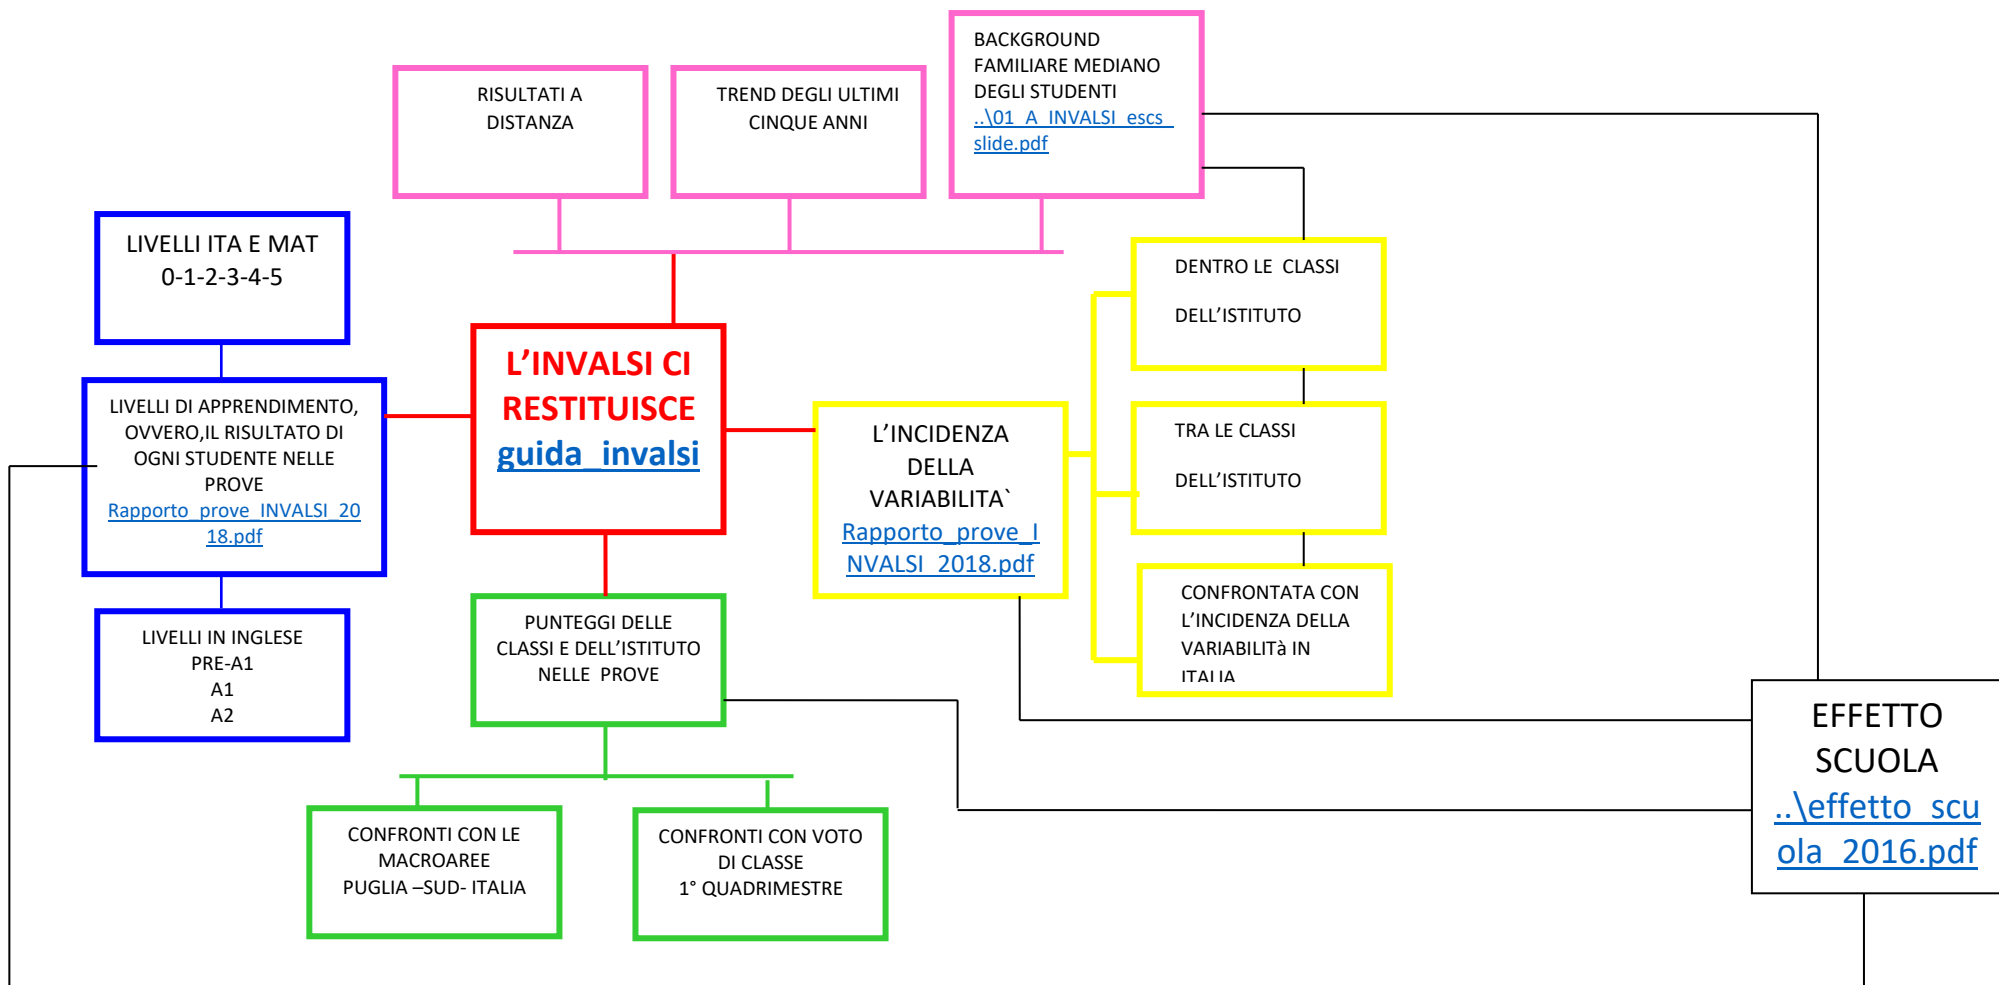 RISULTATI A
DISTANZA
TREND DEGLI ULTIMI
CINQUE ANNI
BACKGROUND
FAMILIARE MEDIANO
DEGLI STUDENTI
..\01_A_INVALSI_escs_
slide.pdf
LIVELLI ITA E MAT
0-1-2-3-4-5
LIVELLI DI APPRENDIMENTO,
OVVERO,IL RISULTATO DI
OGNI STUDENTE NELLE
PROVE
Rapporto_prove_INVALSI_20
18.pdf
LIVELLI IN INGLESE
PRE-A1
A1
A2
L’INVALSI CI
RESTITUISCE
guida_invalsi
L’INCIDENZA
DELLA
VARIABILITA`
Rapporto_prove_I
NVALSI_2018.pdf
DENTRO LE  CLASSI
DELL’ISTITUTO
TRA LE CLASSI
DELL’ISTITUTO
CONFRONTATA CON
L’INCIDENZA DELLA
VARIABILITà IN
ITALIA
PUNTEGGI DELLE
CLASSI E DELL’ISTITUTO
NELLE  PROVE
CONFRONTI CON LE
MACROAREE
PUGLIA –SUD- ITALIA
CONFRONTI CON VOTO
DI CLASSE
1° QUADRIMESTRE
EFFETTO
SCUOLA
..\effetto_scu
ola_2016.pdf